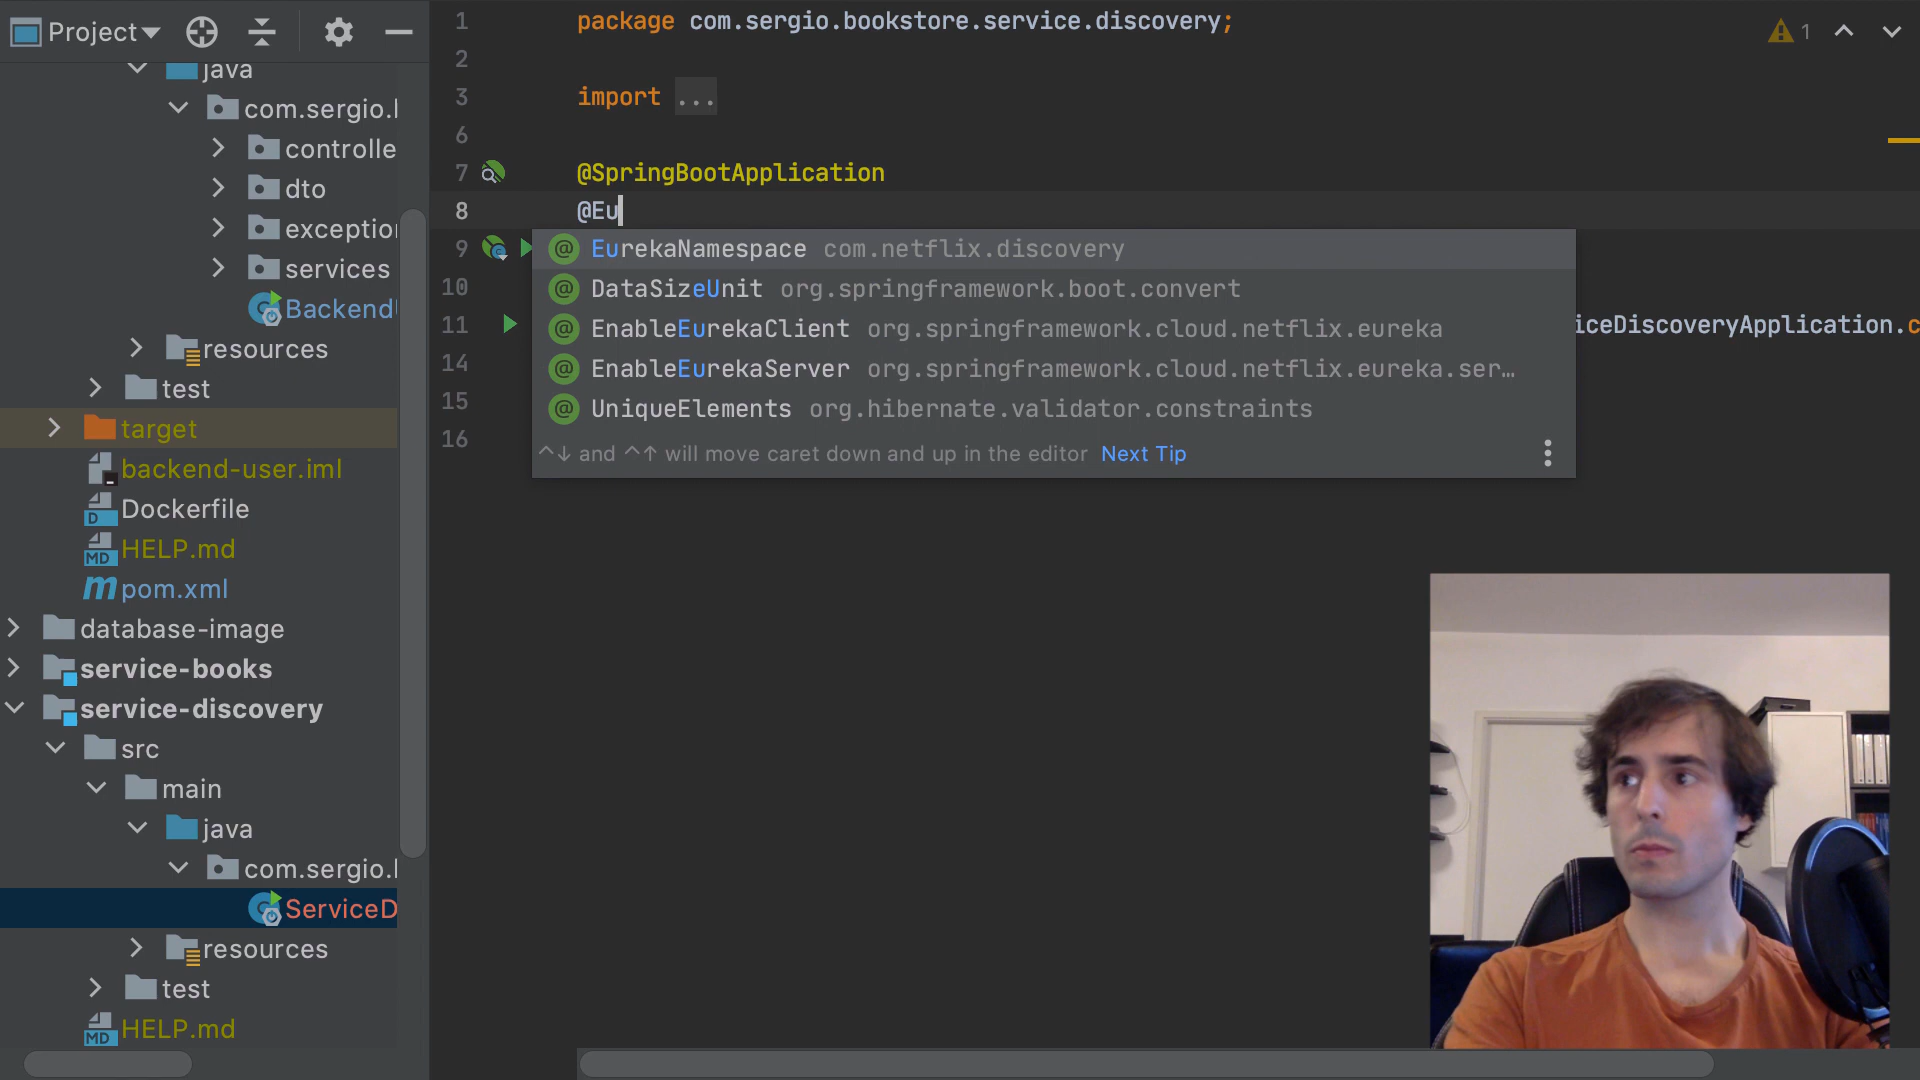 Project
java
com.sergio.
controlle
dto
exception
services
Backend
resources
test
target
backend-user.iml
Dockerfile
HELP.md
pom.xml
database-image
service-books
service-discovery
src
main
java
com.sergio.
ServiceD
resources
test
HELP.md
1 package com.sergio.bookstore.service.discovery;
2
3 import ...
6
7 @SpringBootApplication
8 @Eu
9
10
11 iceDiscoveryApplication.c
14
15
16
1
@ EurekaNamespace com.netflix.discovery
@ DataSizeUnit org.springframework.boot.convert
@ EnableEurekaClient org.springframework.cloud.netflix.eureka
@ EnableEurekaServer org.springframework.cloud.netflix.eureka.ser…
@ UniqueElements org.hibernate.validator.constraints
^↓ and ^↑ will move caret down and up in the editor Next Tip